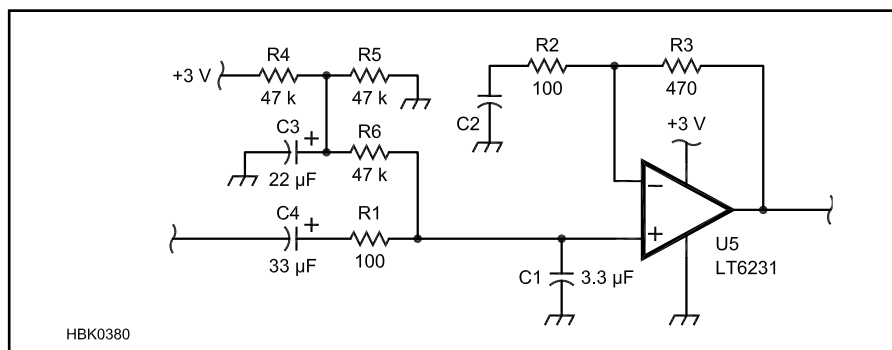 R4
R5
R2
R3
+3 V
47 k
47 k
100
470
C3
+
R6
C2
+3 V
22 µF
47 k
−
C4
+
R1
+
U5
33 µF
100
C1
3.3 µF
LT6231
HBK0380